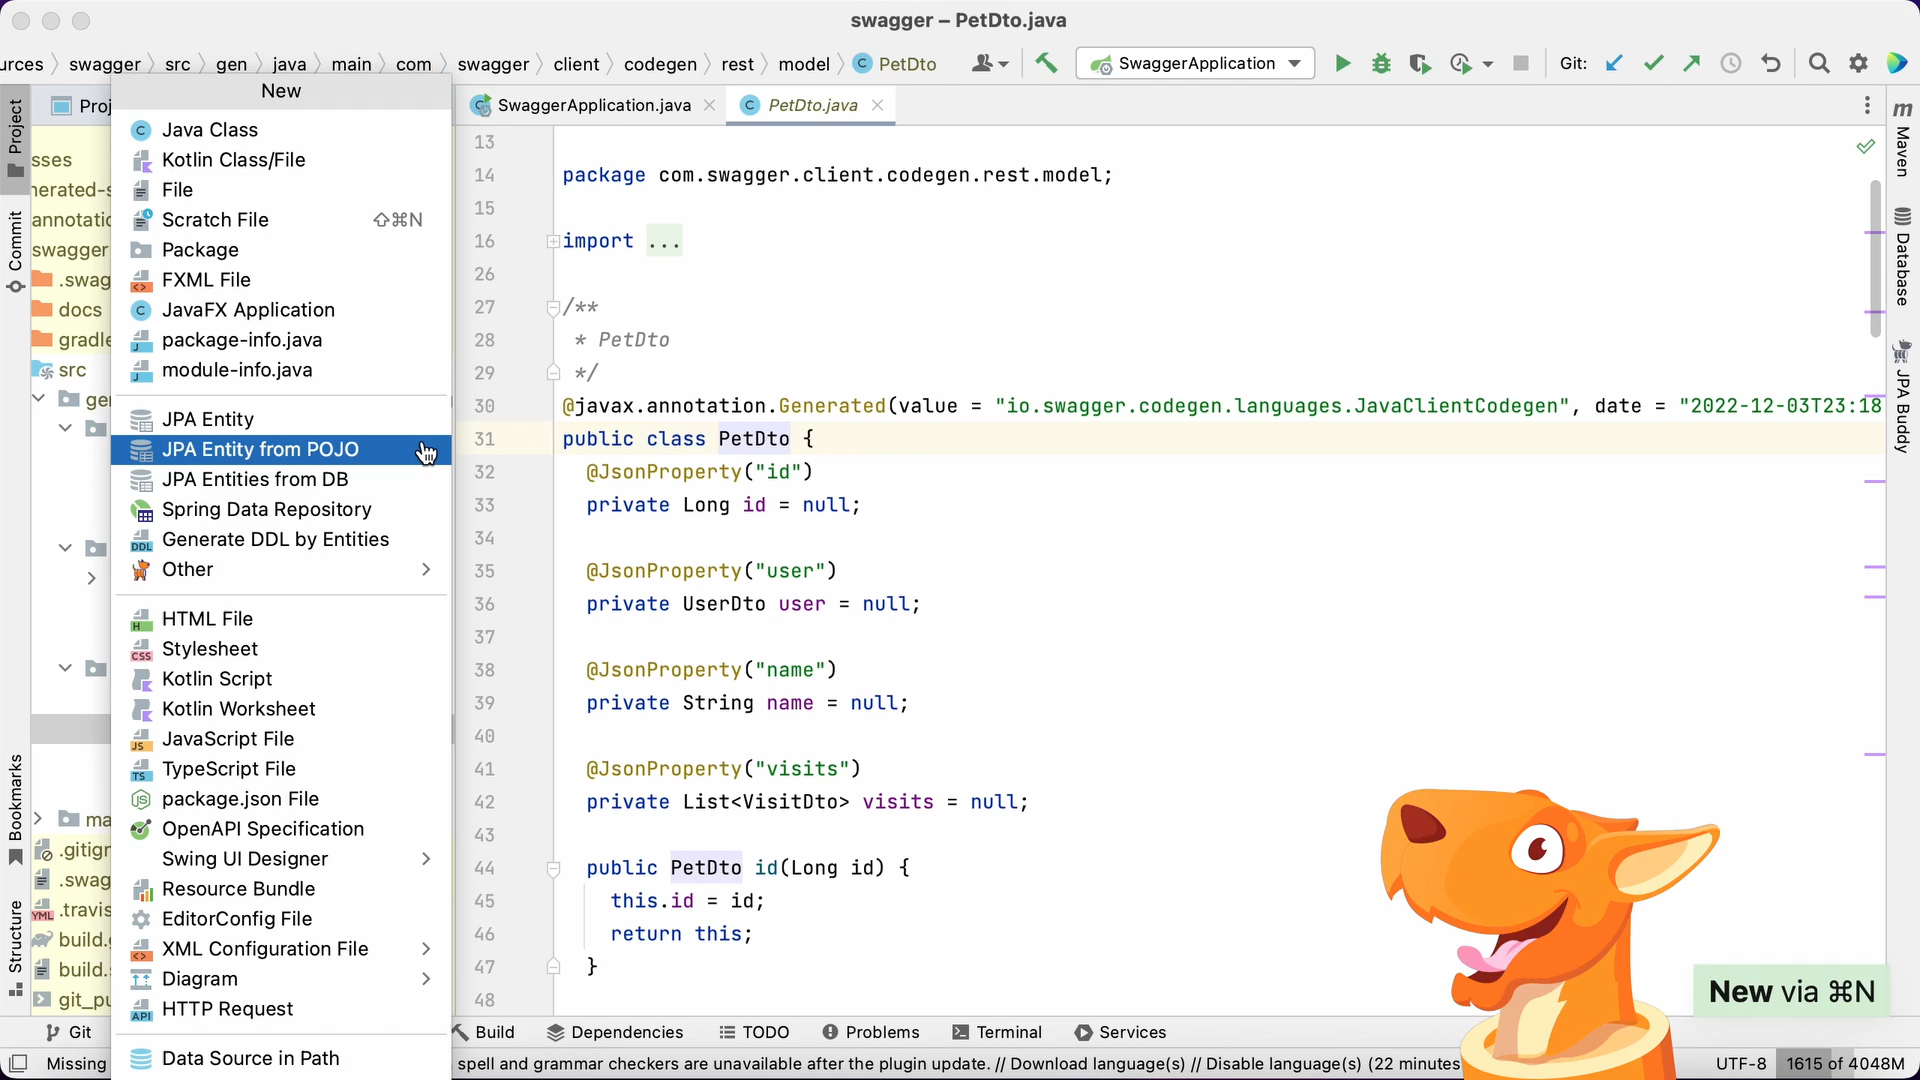 swagger – PetDto.java
urces
swagger
src
gen
java
main
com
swagger
client
codegen
rest
model
PetDto
SwaggerApplication
Git:
New
Java Class
Kotlin Class/File
File
Scratch File ⇧⌘N
Package
FXML File
JavaFX Application
package-info.java
module-info.java
JPA Entity
JPA Entity from POJO
JPA Entities from DB
Spring Data Repository
Generate DDL by Entities
Other
HTML File
Stylesheet
Kotlin Script
Kotlin Worksheet
JavaScript File
TypeScript File
package.json File
OpenAPI Specification
Swing UI Designer
Resource Bundle
EditorConfig File
XML Configuration File
Diagram
HTTP Request
Data Source in Path
Project
Commit
Bookmarks
Structure
Proj
sses
nerated-s
annotatio
swagger
.swag
docs
gradle
src
ge
ma
.gitign
.swag
.travis
build.g
build.s
git_pu
SwaggerApplication.java
PetDto.java
13
14 package com.swagger.client.codegen.rest.model;
15
16 import ...
26
27 /**
28 * PetDto
29 */
30 @javax.annotation.Generated(value = "io.swagger.codegen.languages.JavaClientCodegen", date = "2022-12-03T23:18
31 public class PetDto {
32 @JsonProperty("id")
33 private Long id = null;
34
35 @JsonProperty("user")
36 private UserDto user = null;
37
38 @JsonProperty("name")
39 private String name = null;
40
41 @JsonProperty("visits")
42 private List<VisitDto> visits = null;
43
44 public PetDto id(Long id) {
45 this.id = id;
46 return this;
47 }
48
m
Maven
Database
JPA Buddy
New via ⌘N
Git
Build
Dependencies
TODO
Problems
Terminal
Services
Missing
spell and grammar checkers are unavailable after the plugin update. // Download language(s) // Disable language(s) (22 minutes
UTF-8
1615 of 4048M